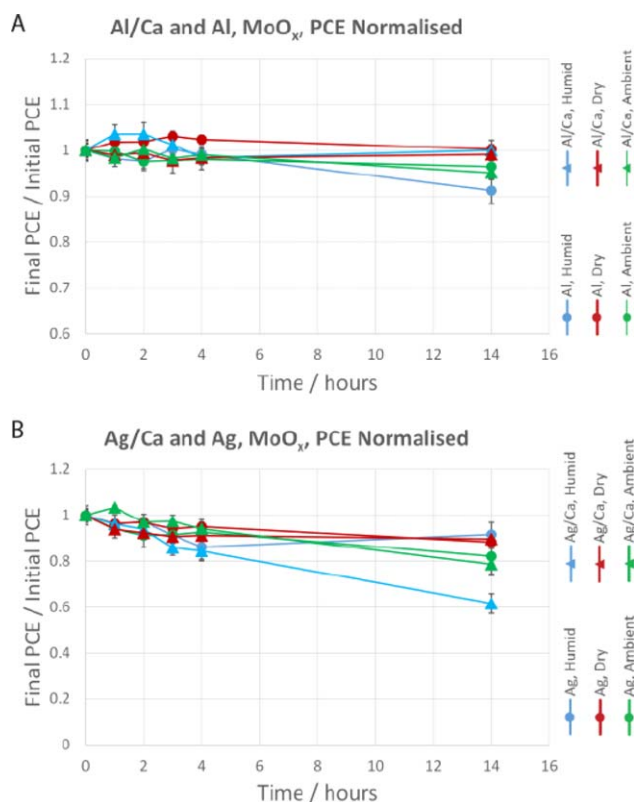 A
Al/Ca and Al, MoOₓ, PCE Normalised
Final PCE / Initial PCE
1.2
1.1
1
0.9
0.8
0.7
0.6
0 2 4 6 8 10 12 14 16
Time / hours
Al/Ca, Humid
Al/Ca, Dry
Al/Ca, Ambient
Al, Humid
Al, Dry
Al, Ambient
B
Ag/Ca and Ag, MoOₓ, PCE Normalised
Final PCE / Initial PCE
1.2
1
0.8
0.6
0.4
0.2
0
0 2 4 6 8 10 12 14 16
Time / hours
Ag/Ca, Humid
Ag/Ca, Dry
Ag/Ca, Ambient
Ag, Humid
Ag, Dry
Ag, Ambient